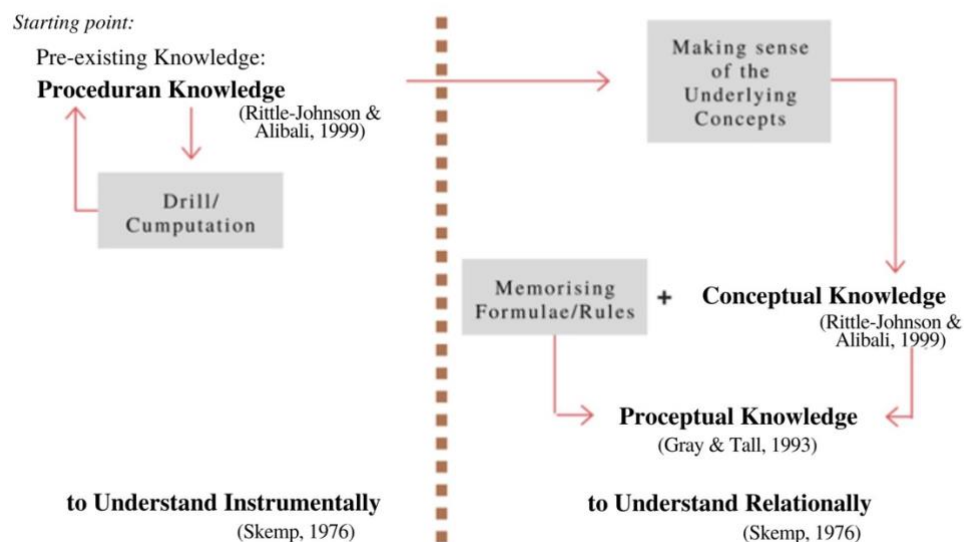 Starting point:
Pre-existing Knowledge:
Proceduran Knowledge
(Rittle-Johnson &
Alibali, 1999)
Drill/
Cumputation
to Understand Instrumentally
(Skemp, 1976)
Making sense
of the
Underlying
Concepts
Memorising
Formulae/Rules
+
Conceptual Knowledge
(Rittle-Johnson &
Alibali, 1999)
Proceptual Knowledge
(Gray & Tall, 1993)
to Understand Relationally
(Skemp, 1976)